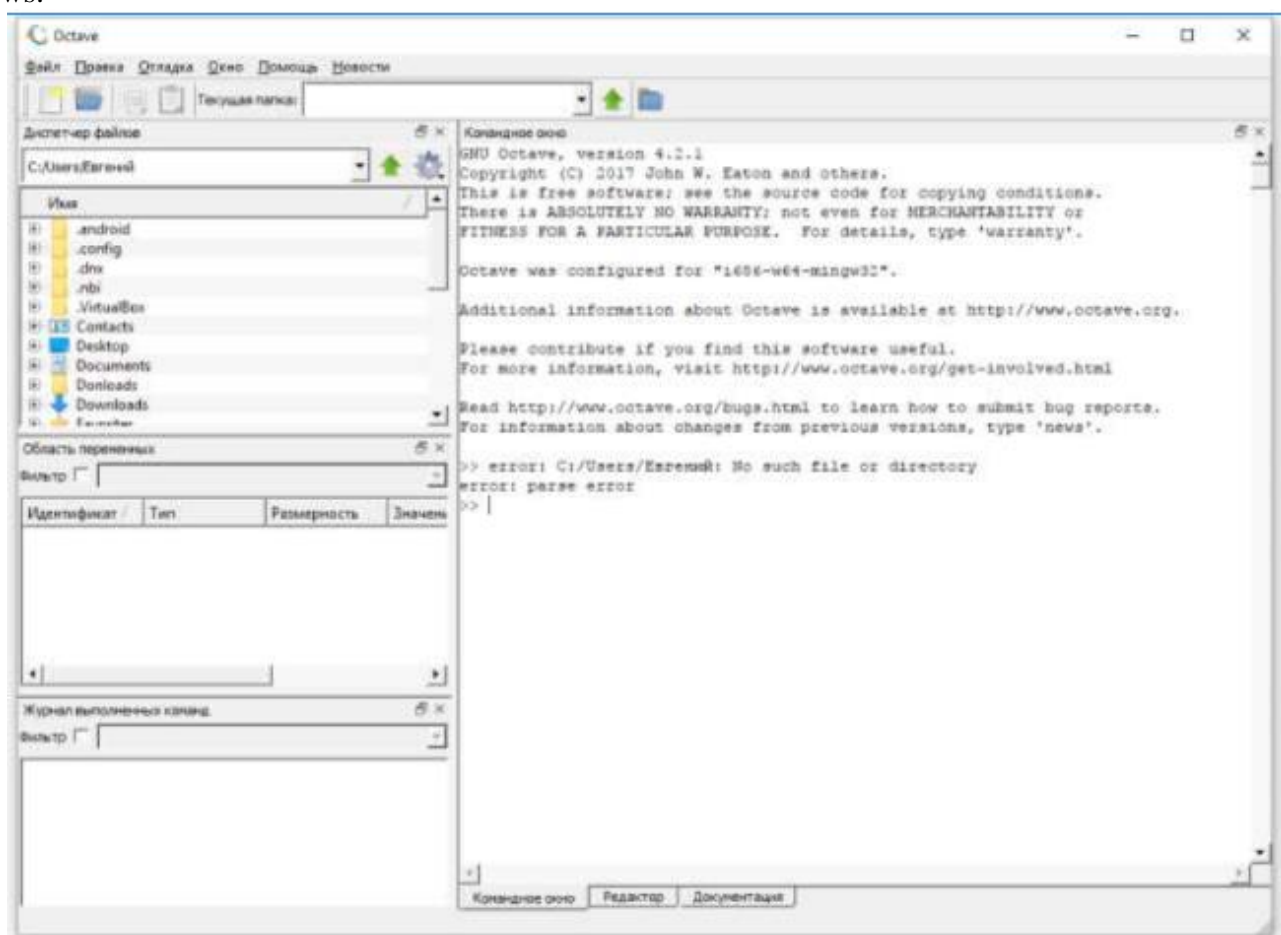 ws.
Octave
Файл Правка Отладка Окно Помощь Новости
Текущая папка:
Диспетчер файлов
C:/Users/Евгений
Имя
.android
.config
.dnx
.nbi
.VirtualBox
Contacts
Desktop
Documents
Donloads
Downloads
Область переменных
Фильтр
Идентификат Тип Размерность Значени
Журнал выполненных команд
Фильтр
Командное окно
GNU Octave, version 4.2.1
Copyright (C) 2017 John W. Eaton and others.
This is free software; see the source code for copying conditions.
There is ABSOLUTELY NO WARRANTY; not even for MERCHANTABILITY or
FITNESS FOR A PARTICULAR PURPOSE. For details, type 'warranty'.
Octave was configured for "i686-w64-mingw32".
Additional information about Octave is available at http://www.octave.org.
Please contribute if you find this software useful.
For more information, visit http://www.octave.org/get-involved.html
Read http://www.octave.org/bugs.html to learn how to submit bug reports.
For information about changes from previous versions, type 'news'.
>> error: C:/Users/Евгений: No such file or directory
error: parse error
>>
Командное окно Редактор Документация